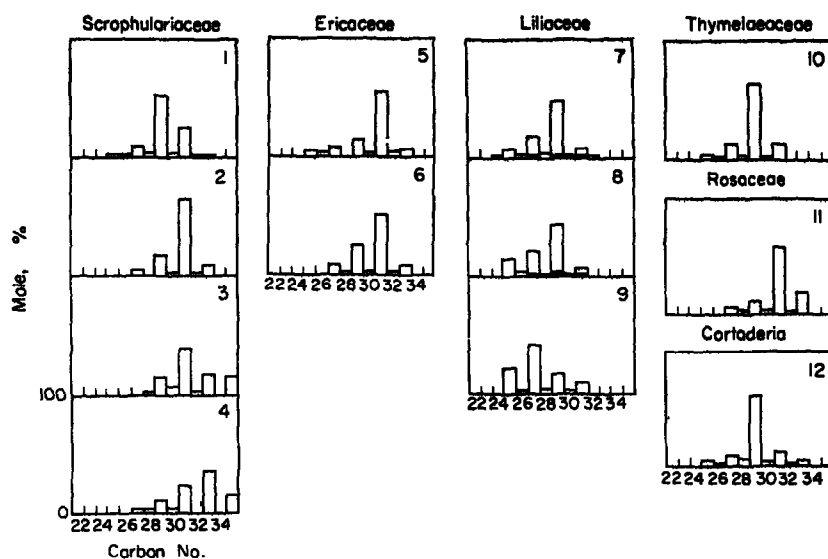 Scrophulariaceae
1
2
3
4
Mole, %
100
0
22 24 26 28 30 32 34
Carbon No.
Ericaceae
5
6
22 24 26 28 30 32 34
Liliaceae
7
8
9
22 24 26 28 30 32 34
Thymelaeaceae
10
Rosaceae
11
Cortaderia
12
22 24 26 28 30 32 34